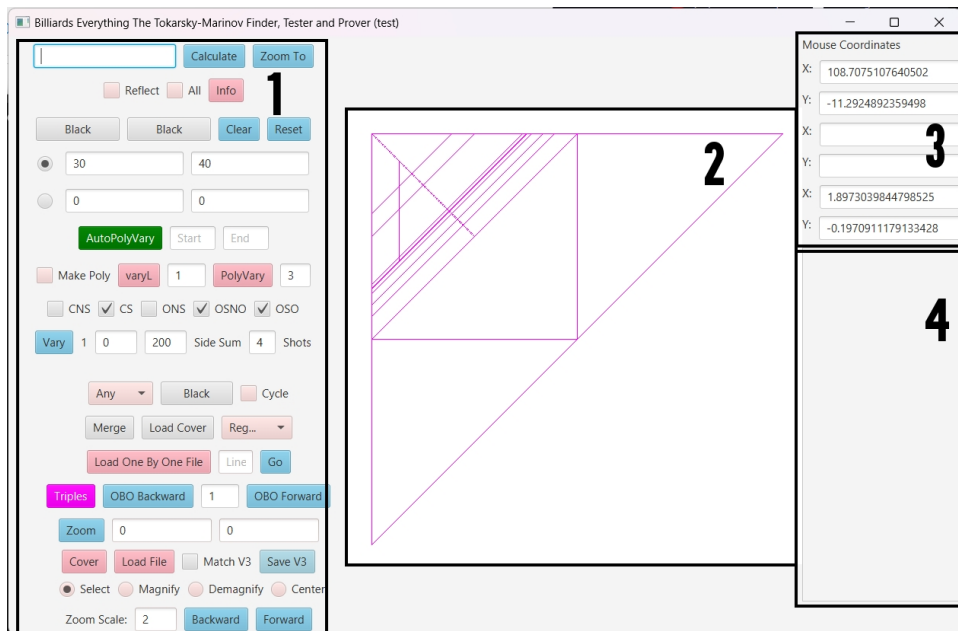 Billiards Everything The Tokarsky-Marinov Finder, Tester and Prover (test)
Calculate Zoom To
Reflect All Info
1
Black Black Clear Reset
30 40
0 0
AutoPolyVary Start End
Make Poly varyL 1 PolyVary 3
CNS CS ONS OSNO OSO
Vary 1 0 200 Side Sum 4 Shots
Any Black Cycle
Merge Load Cover Reg...
Load One By One File Line Go
Triples OBO Backward 1 OBO Forward
Zoom 0 0
Cover Load File Match V3 Save V3
Select Magnify Demagnify Center
Zoom Scale: 2 Backward Forward
2
Mouse Coordinates
X: 108.7075107640502
Y: -11.2924892359498
X:
3
Y:
X: 1.8973039844798525
Y: -0.1970911179133428
4